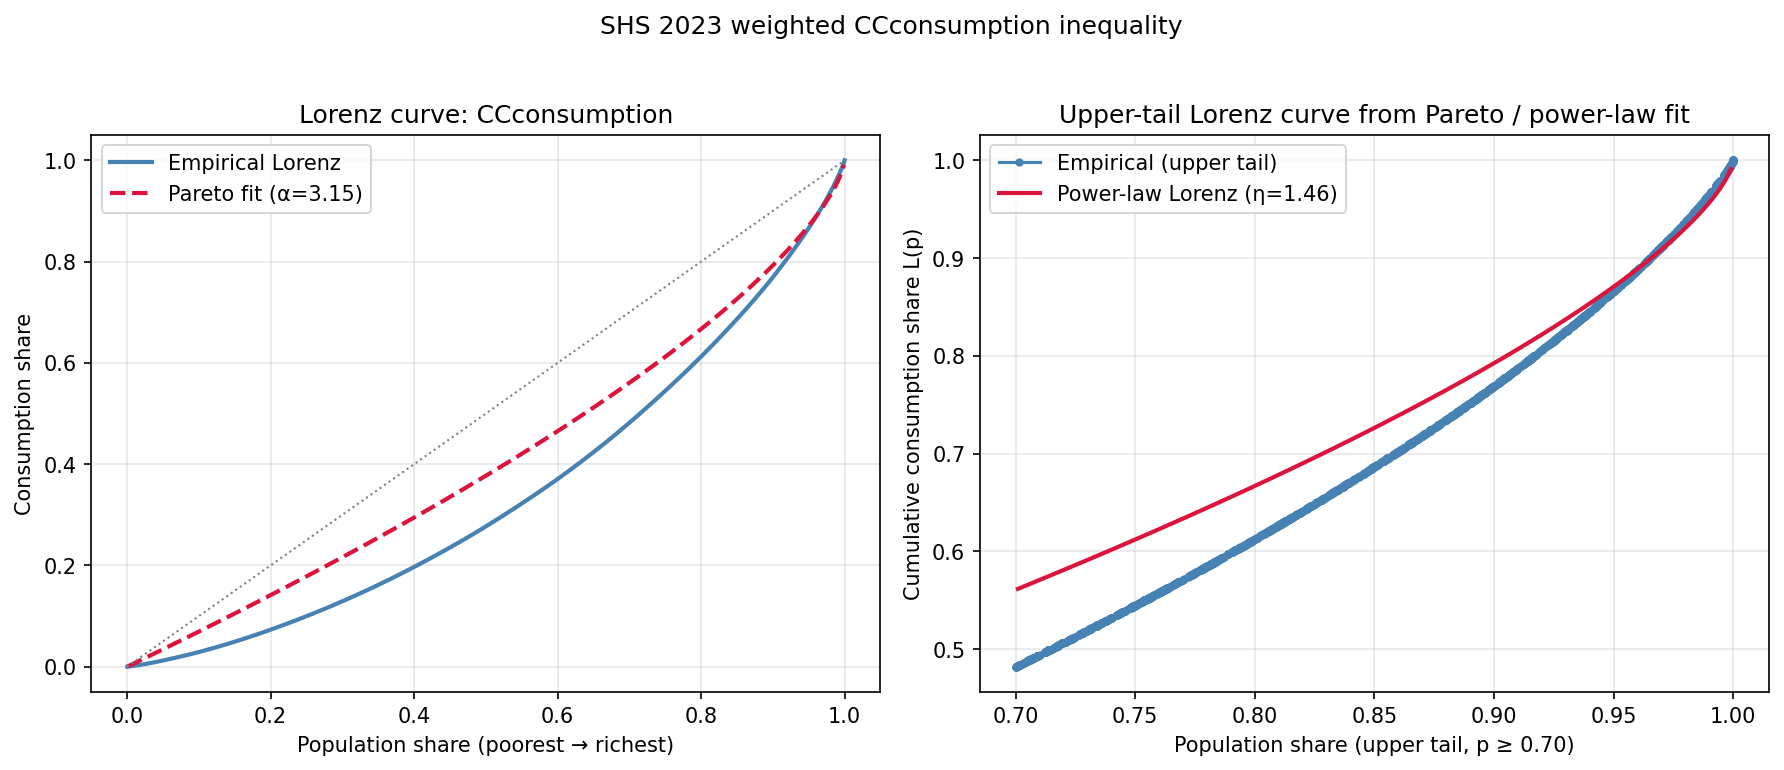 SHS 2023 weighted CCconsumption inequality
Lorenz curve: CCconsumption
Empirical Lorenz
Pareto fit (α=3.15)
1.0
0.8
0.6
0.4
0.2
0.0
Consumption share
0.0 0.2 0.4 0.6 0.8 1.0
Population share (poorest → richest)
Upper-tail Lorenz curve from Pareto / power-law fit
Empirical (upper tail)
Power-law Lorenz (η=1.46)
1.0
0.9
0.8
0.7
0.6
0.5
Cumulative consumption share L(p)
0.70 0.75 0.80 0.85 0.90 0.95 1.00
Population share (upper tail, p ≥ 0.70)